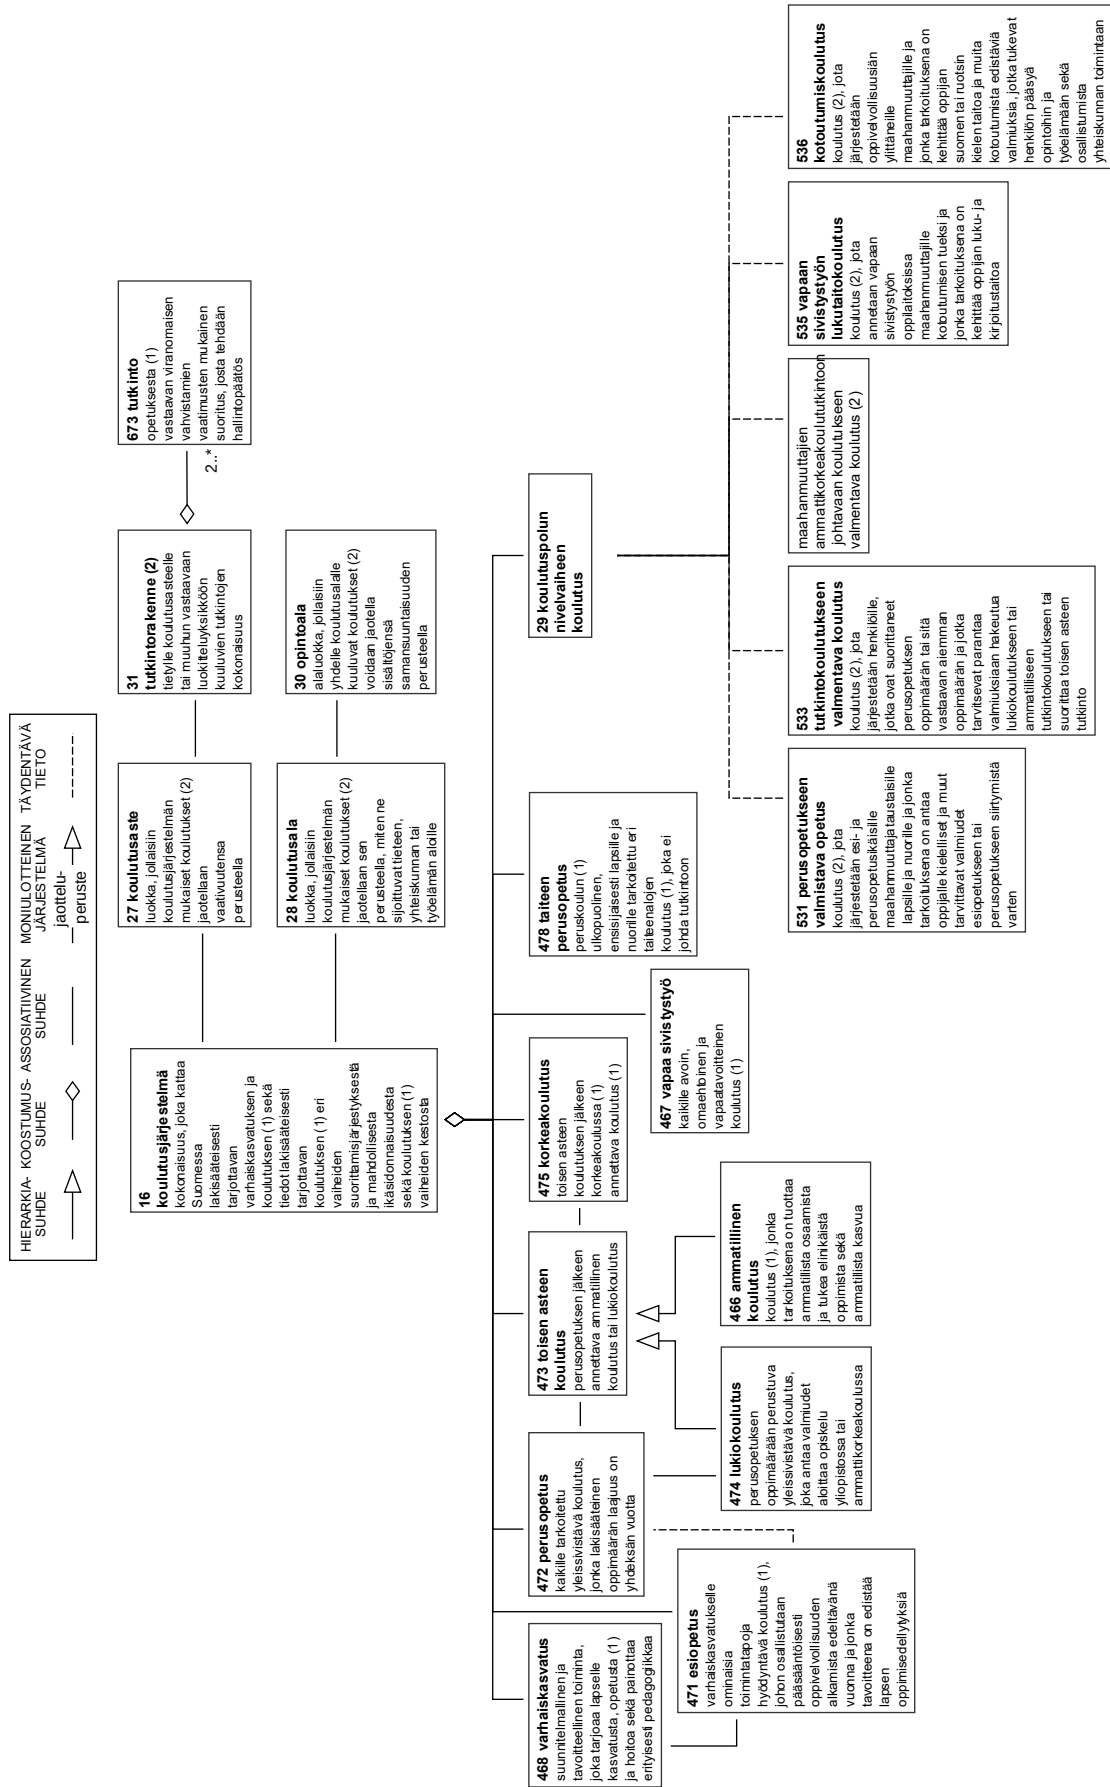 HIERARKIA- KOOSTUMUS- ASSOSIATIIVINEN MONIULOTTEINEN TÄYDENTÄVÄ
SUHDE SUHDE SUHDE JÄRJESTELMÄ TIETO
jaottelu-
peruste
16
koulutusjärjestelmä
kokonaisuus, joka kattaa
Suomessa
lakisääteisesti
tarjottavan
varhaiskasvatuksen ja
koulutuksen (1) sekä
tiedot lakisääteisesti
tarjottavan
koulutuksen (1) eri
vaiheiden
suorittamisjärjestyksestä
ja mahdollisesta
ikäsidonnaisuudesta
sekä koulutuksen (1)
vaiheiden kestosta
27 koulutusaste
luokka, jollaisiin
koulutusjärjestelmän
mukaiset koulutukset (2)
jaotellaan
vaativuutensa
perusteella
31
tutkintorakenne (2)
tietylle koulutusasteelle
tai muuhun vastaavaan
luokitteluyksikköön
kuuluvien tutkintojen
kokonaisuus
2..*
673 tutkinto
opetuksesta (1)
vastaavan viranomaisen
vahvistamien
vaatimusten mukainen
suoritus, josta tehdään
hallintopäätös
28 koulutusala
luokka, jollaisiin
koulutusjärjestelmän
mukaiset koulutukset (2)
jaotellaan sen
perusteella, miten ne
sijoittuvat tieteen,
yhteiskunnan tai
työelämän aloille
30 opintoala
alaluokka, jollaisiin
yhdelle koulutusalalle
kuuluvat koulutukset (2)
voidaan jaotella
sisältöjensä
samansuuntaisuuden
perusteella
468 varhaiskasvatus
suunnitelmallinen ja
tavoitteellinen toiminta,
joka tarjoaa lapselle
kasvatusta, opetusta (1)
ja hoitoa sekä painottaa
erityisesti pedagogiikkaa
472 perusopetus
kaikille tarkoitettu
yleissivistävä koulutus,
jonka lakisääteinen
oppimäärän laajuus on
yhdeksän vuotta
473 toisen asteen
koulutus
perusopetuksen jälkeen
annettava ammatillinen
koulutus tai lukiokoulutus
475 korkeakoulutus
toisen asteen
koulutuksen jälkeen
korkeakoulussa (1)
annettava koulutus (1)
478 taiteen
perusopetus
peruskoulun (1)
ulkopuolinen,
ensisijaisesti lapsille ja
nuorille tarkoitettu eri
taiteenalojen
koulutus (1), joka ei
johda tutkintoon
29 koulutuspolun
nivelvaiheen
koulutus
471 esiopetus
varhaiskasvatukselle
ominaisia
toimintatapoja
hyödyntävä koulutus (1),
johon osallistutaan
pääsääntöisesti
oppivelvollisuuden
alkamista edeltävänä
vuonna ja jonka
tavoitteena on edistää
lapsen
oppimisedellytyksiä
474 lukiokoulutus
perusopetuksen
oppimäärään perustuva
yleissivistävä koulutus,
joka antaa valmiudet
aloittaa opiskelu
yliopistossa tai
ammattikorkeakoulussa
466 ammatillinen
koulutus
koulutus (1), jonka
tarkoituksena on tuottaa
ammatillista osaamista
ja tukea elinikäistä
oppimista sekä
ammatillista kasvua
467 vapaa sivistystyö
kaikille avoin,
omaehtoinen ja
vapaatavoitteinen
koulutus (1)
531 perusopetukseen
valmistava opetus
koulutus (2), jota
järjestetään esi- ja
perusopetusikäisille
maahanmuuttajataustaisille
lapsille ja nuorille ja jonka
tarkoituksena on antaa
oppijalle kielelliset ja muut
tarvittavat valmiudet
esiopetukseen tai
perusopetukseen siirtymistä
varten
533
tutkintokoulutukseen
valmentava koulutus
koulutus (2), jota
järjestetään henkilöille,
jotka ovat suorittaneet
perusopetuksen
oppimäärän tai sitä
vastaavan aiemman
oppimäärän ja jotka
tarvitsevat parantaa
valmiuksiaan hakeutua
lukiokoulutukseen tai
ammatilliseen
tutkintokoulutukseen tai
suorittaa toisen asteen
tutkinto
maahanmuuttajien
ammattikorkeakoulututkintoon
johtavaan koulutukseen
valmentava koulutus (2)
535 vapaan
sivistystyön
lukutaitokoulutus
koulutus (2), jota
annetaan vapaan
sivistystyön
oppilaitoksissa
maahanmuuttajille
kotoutumisen tueksi ja
jonka tarkoituksena on
kehittää oppijan luku- ja
kirjoitustaitoa
536
kotoutumiskoulutus
koulutus (2), jota
järjestetään
oppivelvollisuusiän
ylittäneille
maahanmuuttajille ja
jonka tarkoituksena on
kehittää oppijan
suomen tai ruotsin
kielen taitoa ja muita
kotoutumista edistäviä
valmiuksia, jotka tukevat
henkilön pääsyä
opintoihin ja
työelämään sekä
osallistumista
yhteiskunnan toimintaan